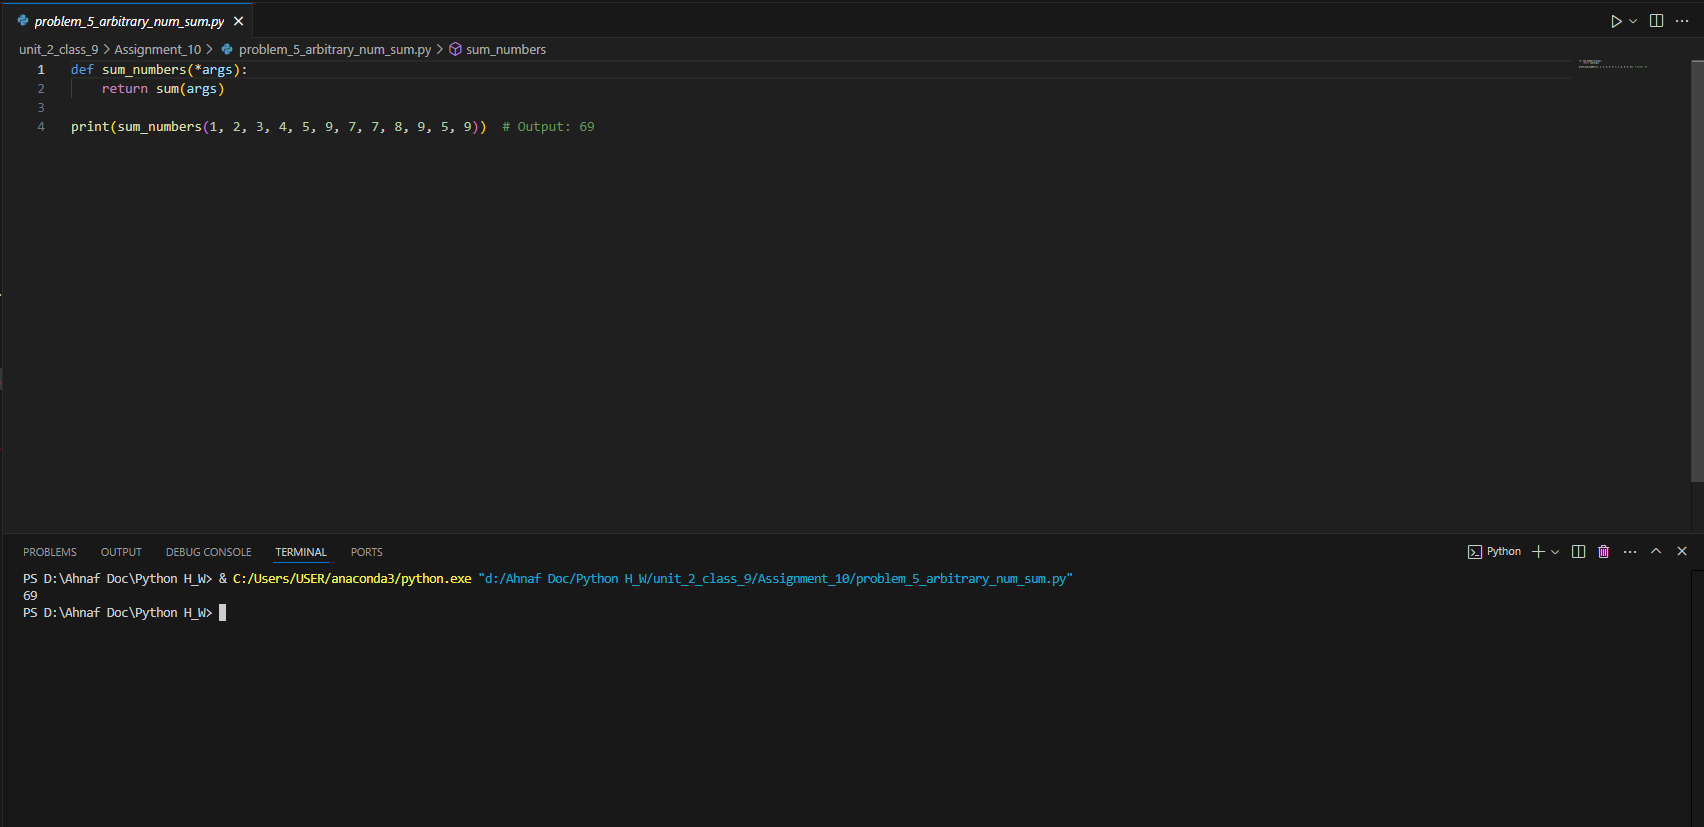 problem_5_arbitrary_num_sum.py
unit_2_class_9 > Assignment_10 > problem_5_arbitrary_num_sum.py > sum_numbers
1 def sum_numbers(*args):
2     return sum(args)
3
4 print(sum_numbers(1, 2, 3, 4, 5, 9, 7, 7, 8, 9, 5, 9))  # Output: 69
PROBLEMS OUTPUT DEBUG CONSOLE TERMINAL PORTS Python
PS D:\Ahnaf Doc\Python H_W> & C:/Users/USER/anaconda3/python.exe "d:/Ahnaf Doc/Python H_W/unit_2_class_9/Assignment_10/problem_5_arbitrary_num_sum.py"
69
PS D:\Ahnaf Doc\Python H_W>